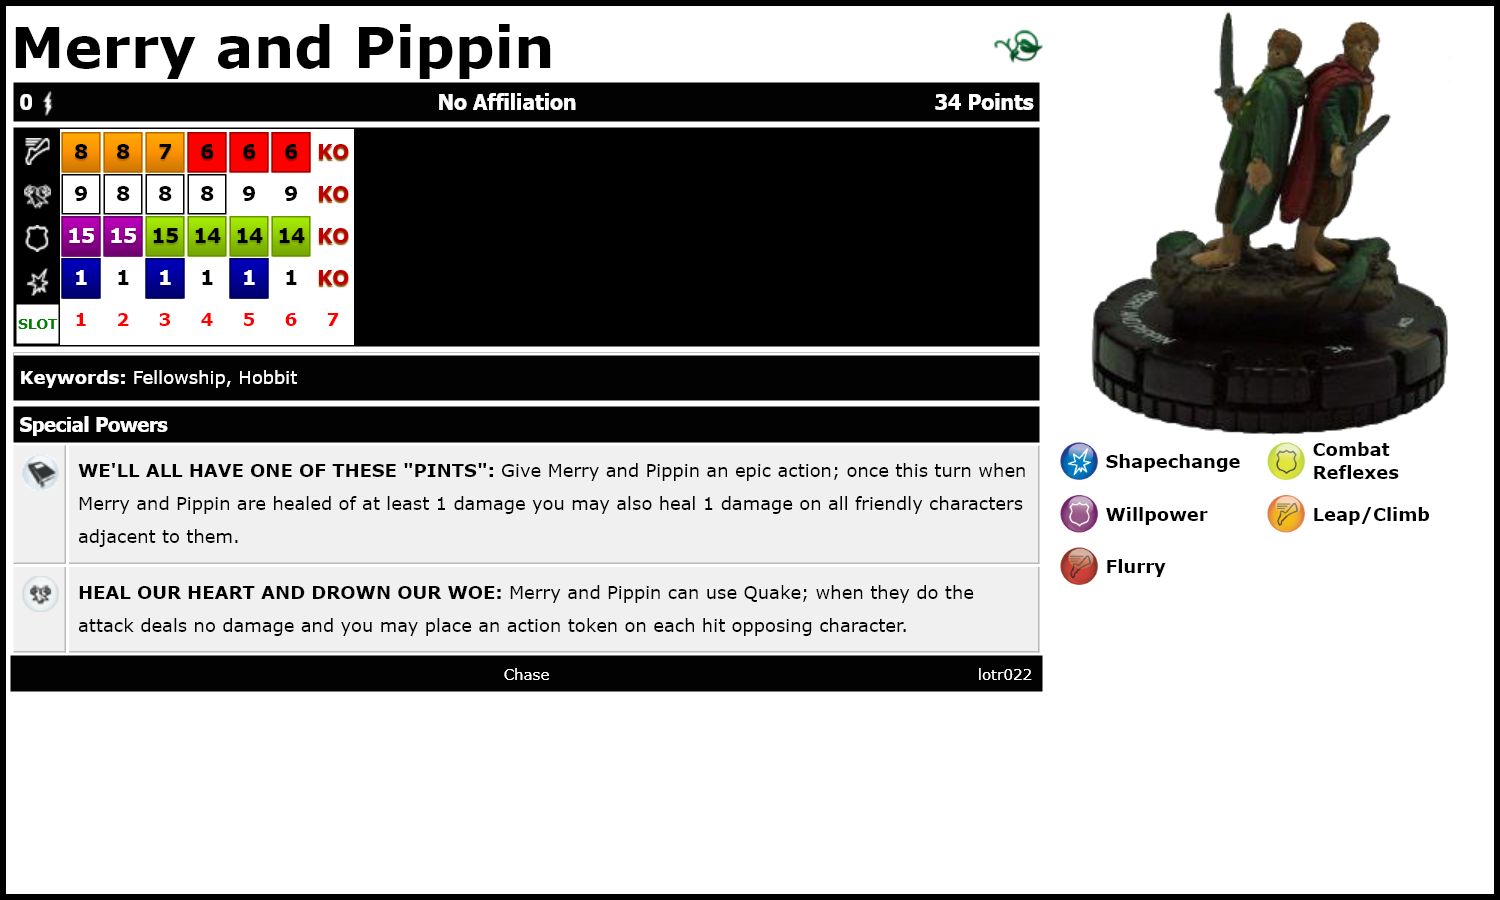 Merry and Pippin
0 No Affiliation 34 Points
8 8 7 6 6 6 KO
9 8 8 8 9 9 KO
15 15 15 14 14 14 KO
1 1 1 1 1 1 KO
SLOT 1 2 3 4 5 6 7
Keywords: Fellowship, Hobbit
Special Powers
WE'LL ALL HAVE ONE OF THESE "PINTS": Give Merry and Pippin an epic action; once this turn when
Merry and Pippin are healed of at least 1 damage you may also heal 1 damage on all friendly characters
adjacent to them.
HEAL OUR HEART AND DROWN OUR WOE: Merry and Pippin can use Quake; when they do the
attack deals no damage and you may place an action token on each hit opposing character.
Chase lotr022
MERRY AND PIPPIN
34
Shapechange
Combat
Reflexes
Willpower
Leap/Climb
Flurry